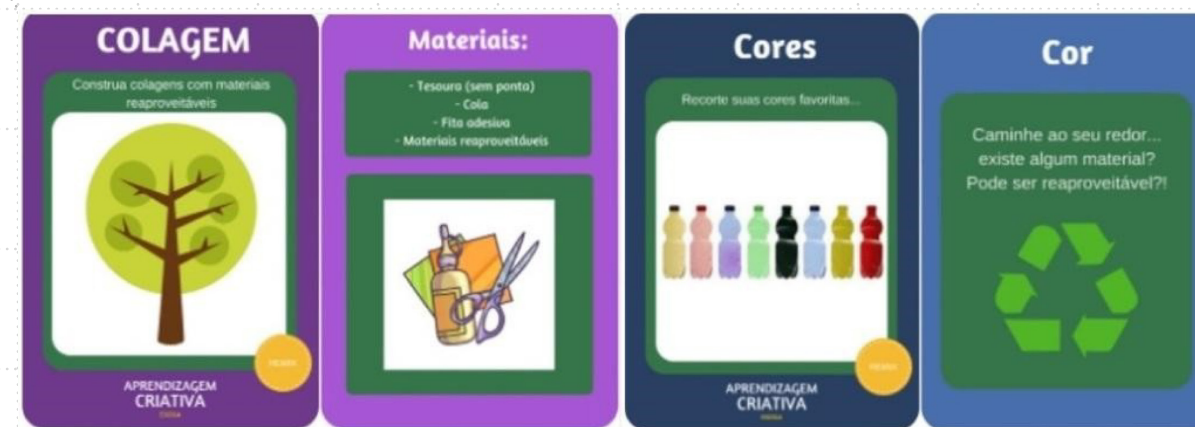 COLAGEM
Construa colagens com materiais
reaproveitáveis
APRENDIZAGEM
CRIATIVA
Materiais:
- Tesoura (sem ponta)
- Cola
- Fita adesiva
- Materiais reaproveitáveis
Cores
Recorte suas cores favoritas...
APRENDIZAGEM
CRIATIVA
Cor
Caminhe ao seu redor...
existe algum material?
Pode ser reaproveitável?!